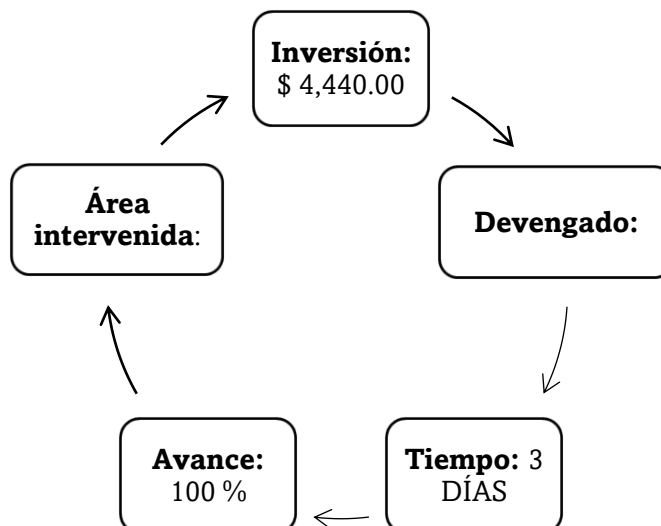 Inversión:
$ 4,440.00
Devengado:
Tiempo: 3
DÍAS
Avance:
100 %
Área
intervenida: